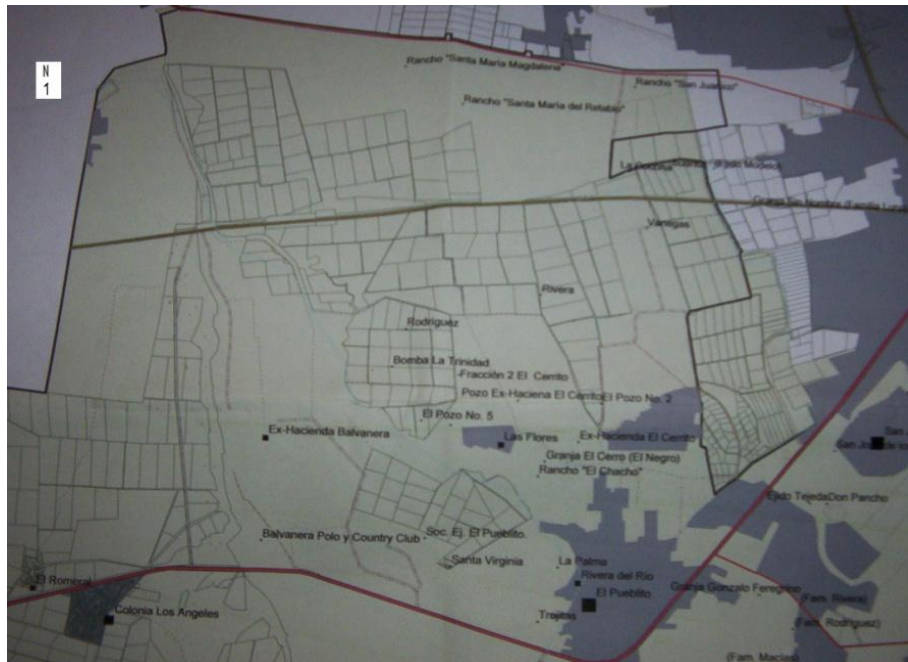 N
1
Rancho "Santa María Magdalena"
Rancho "San Juanico"
Rancho "Santa María del Retablo"
Vanegas
Rivera
Rodríguez
Bomba La Trinidad
Fracción 2 El Cerrito
Pozo Ex-Haciena El Cerrito
El Pozo No. 2
El Pozo No. 5
Ex-Hacienda Balvanera
Las Flores
Ex-Hacienda El Cerrito
Granja El Cerro (El Negro)
Rancho "El Chacho"
Ejido Tejeda
Don Pancho
Balvanera Polo y Country Club
Soc. Ej. El Pueblito
Santa Virginia
La Palma
El Romeral
Rivera del Río
Granja Gonzalo Feregrino
El Pueblito
(Fam. Rivera)
Colonia Los Angeles
Trojitas
(Fam. Rodríguez)
(Fam. Macías)